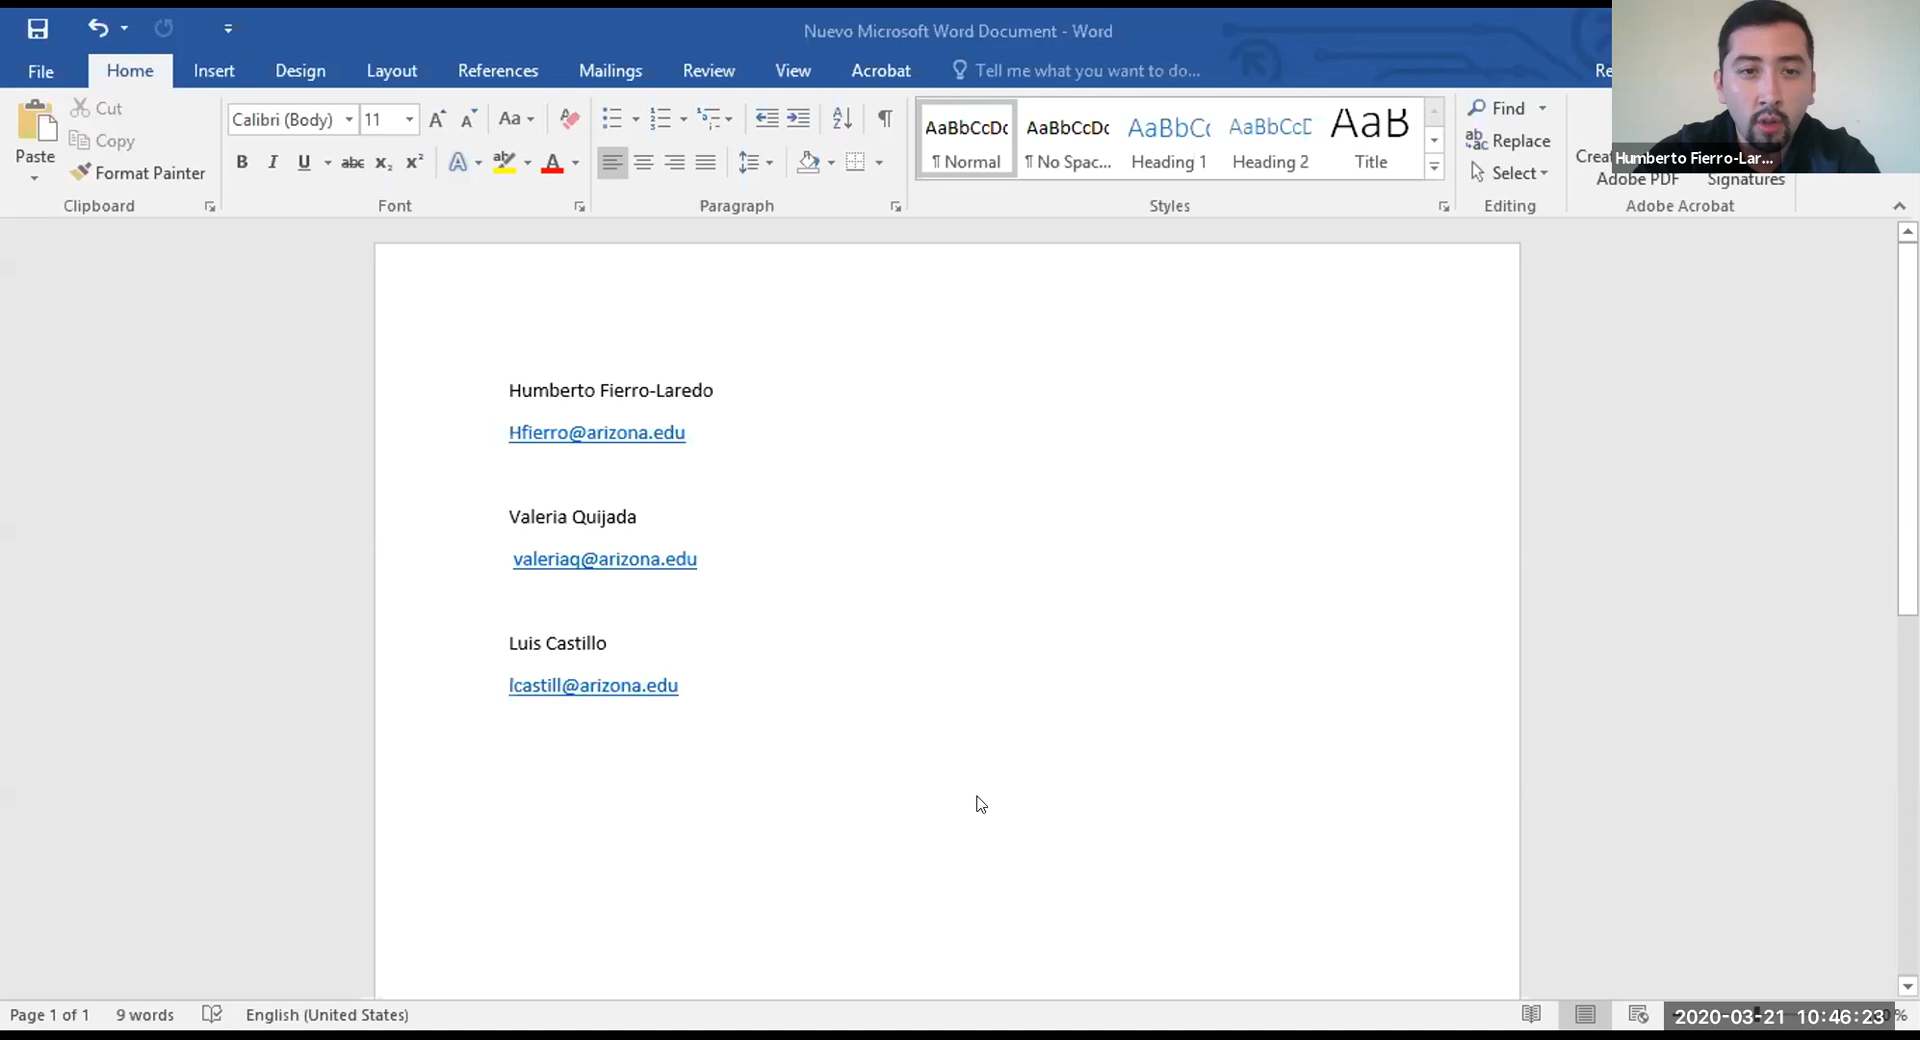 Nuevo Microsoft Word Document - Word
File Home Insert Design Layout References Mailings Review View Acrobat Tell me what you want to do...
Paste
Cut
Copy
Format Painter
Clipboard
Calibri (Body) 11
Font
Paragraph
AaBbCcDc AaBbCcDc AaBbCc AaBbCcD AaB
¶ Normal ¶ No Spac... Heading 1 Heading 2 Title
Styles
Find
Replace
Select
Editing
Adobe PDF Signatures
Adobe Acrobat
Humberto Fierro-Lar...
Humberto Fierro-Laredo
Hfierro@arizona.edu
Valeria Quijada
valeriaq@arizona.edu
Luis Castillo
lcastill@arizona.edu
Page 1 of 1 9 words English (United States)
2020-03-21 10:46:23